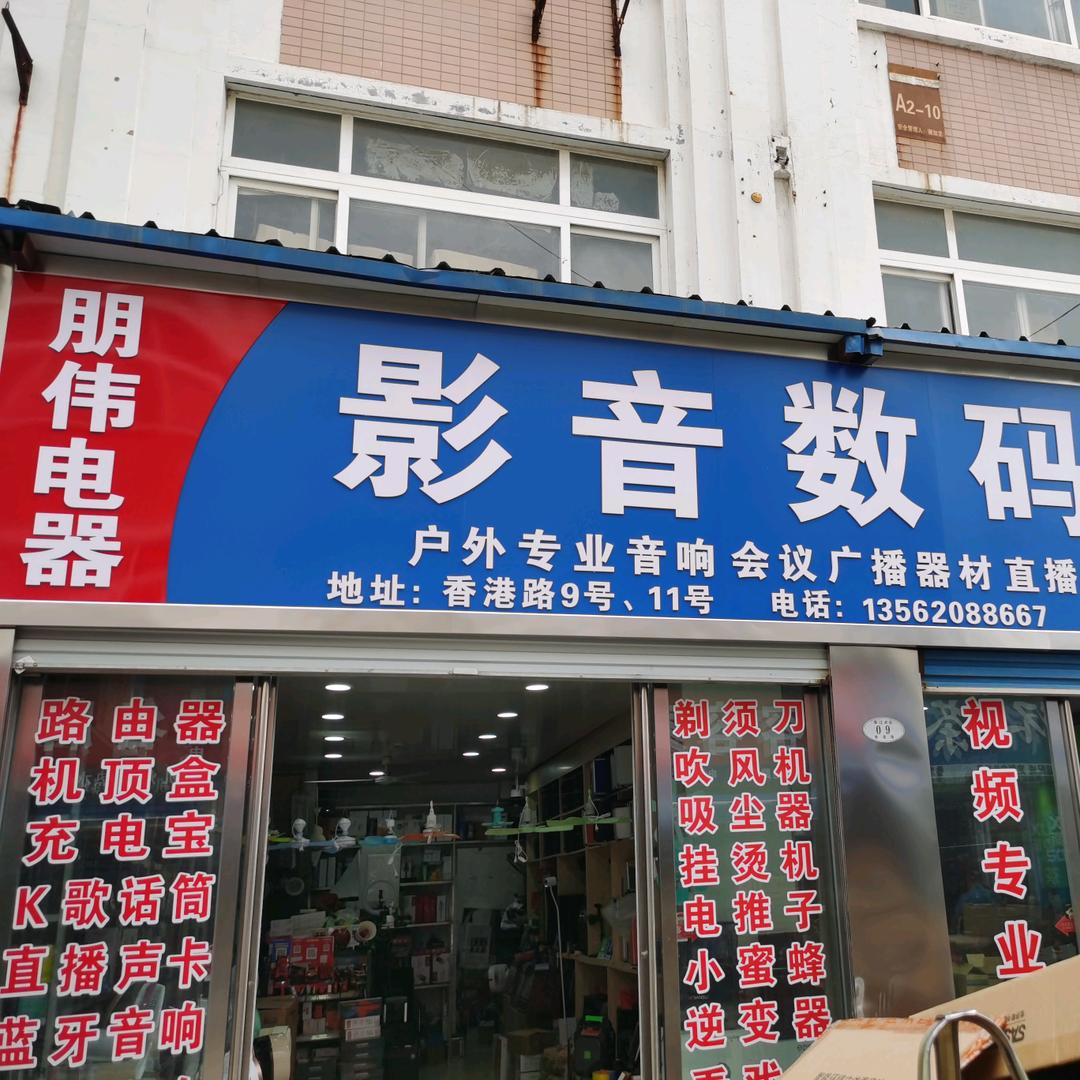 A2-10
朋伟电器
影音数码
户外专业音响 会议广播器材 直播
地址：香港路9号、11号 电话：13562088667
路由器
机顶盒
充电宝
K歌话筒
直播声卡
蓝牙音响
剃须刀
吹风机
吸尘器
挂烫机
电推子
小蜜蜂
逆变器
09
视频专业